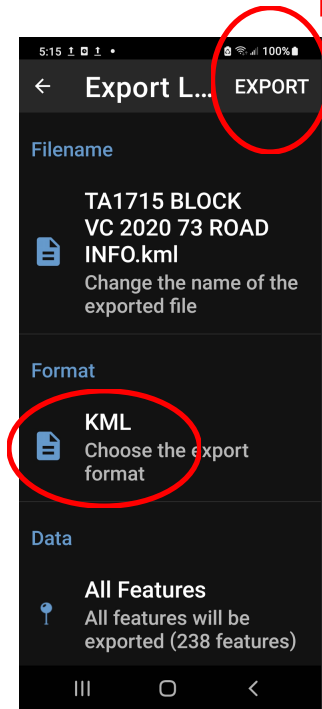 5:15 100%
Export L... EXPORT
Filename
TA1715 BLOCK
VC 2020 73 ROAD
INFO.kml
Change the name of the
exported file
Format
KML
Choose the export
format
Data
All Features
All features will be
exported (238 features)